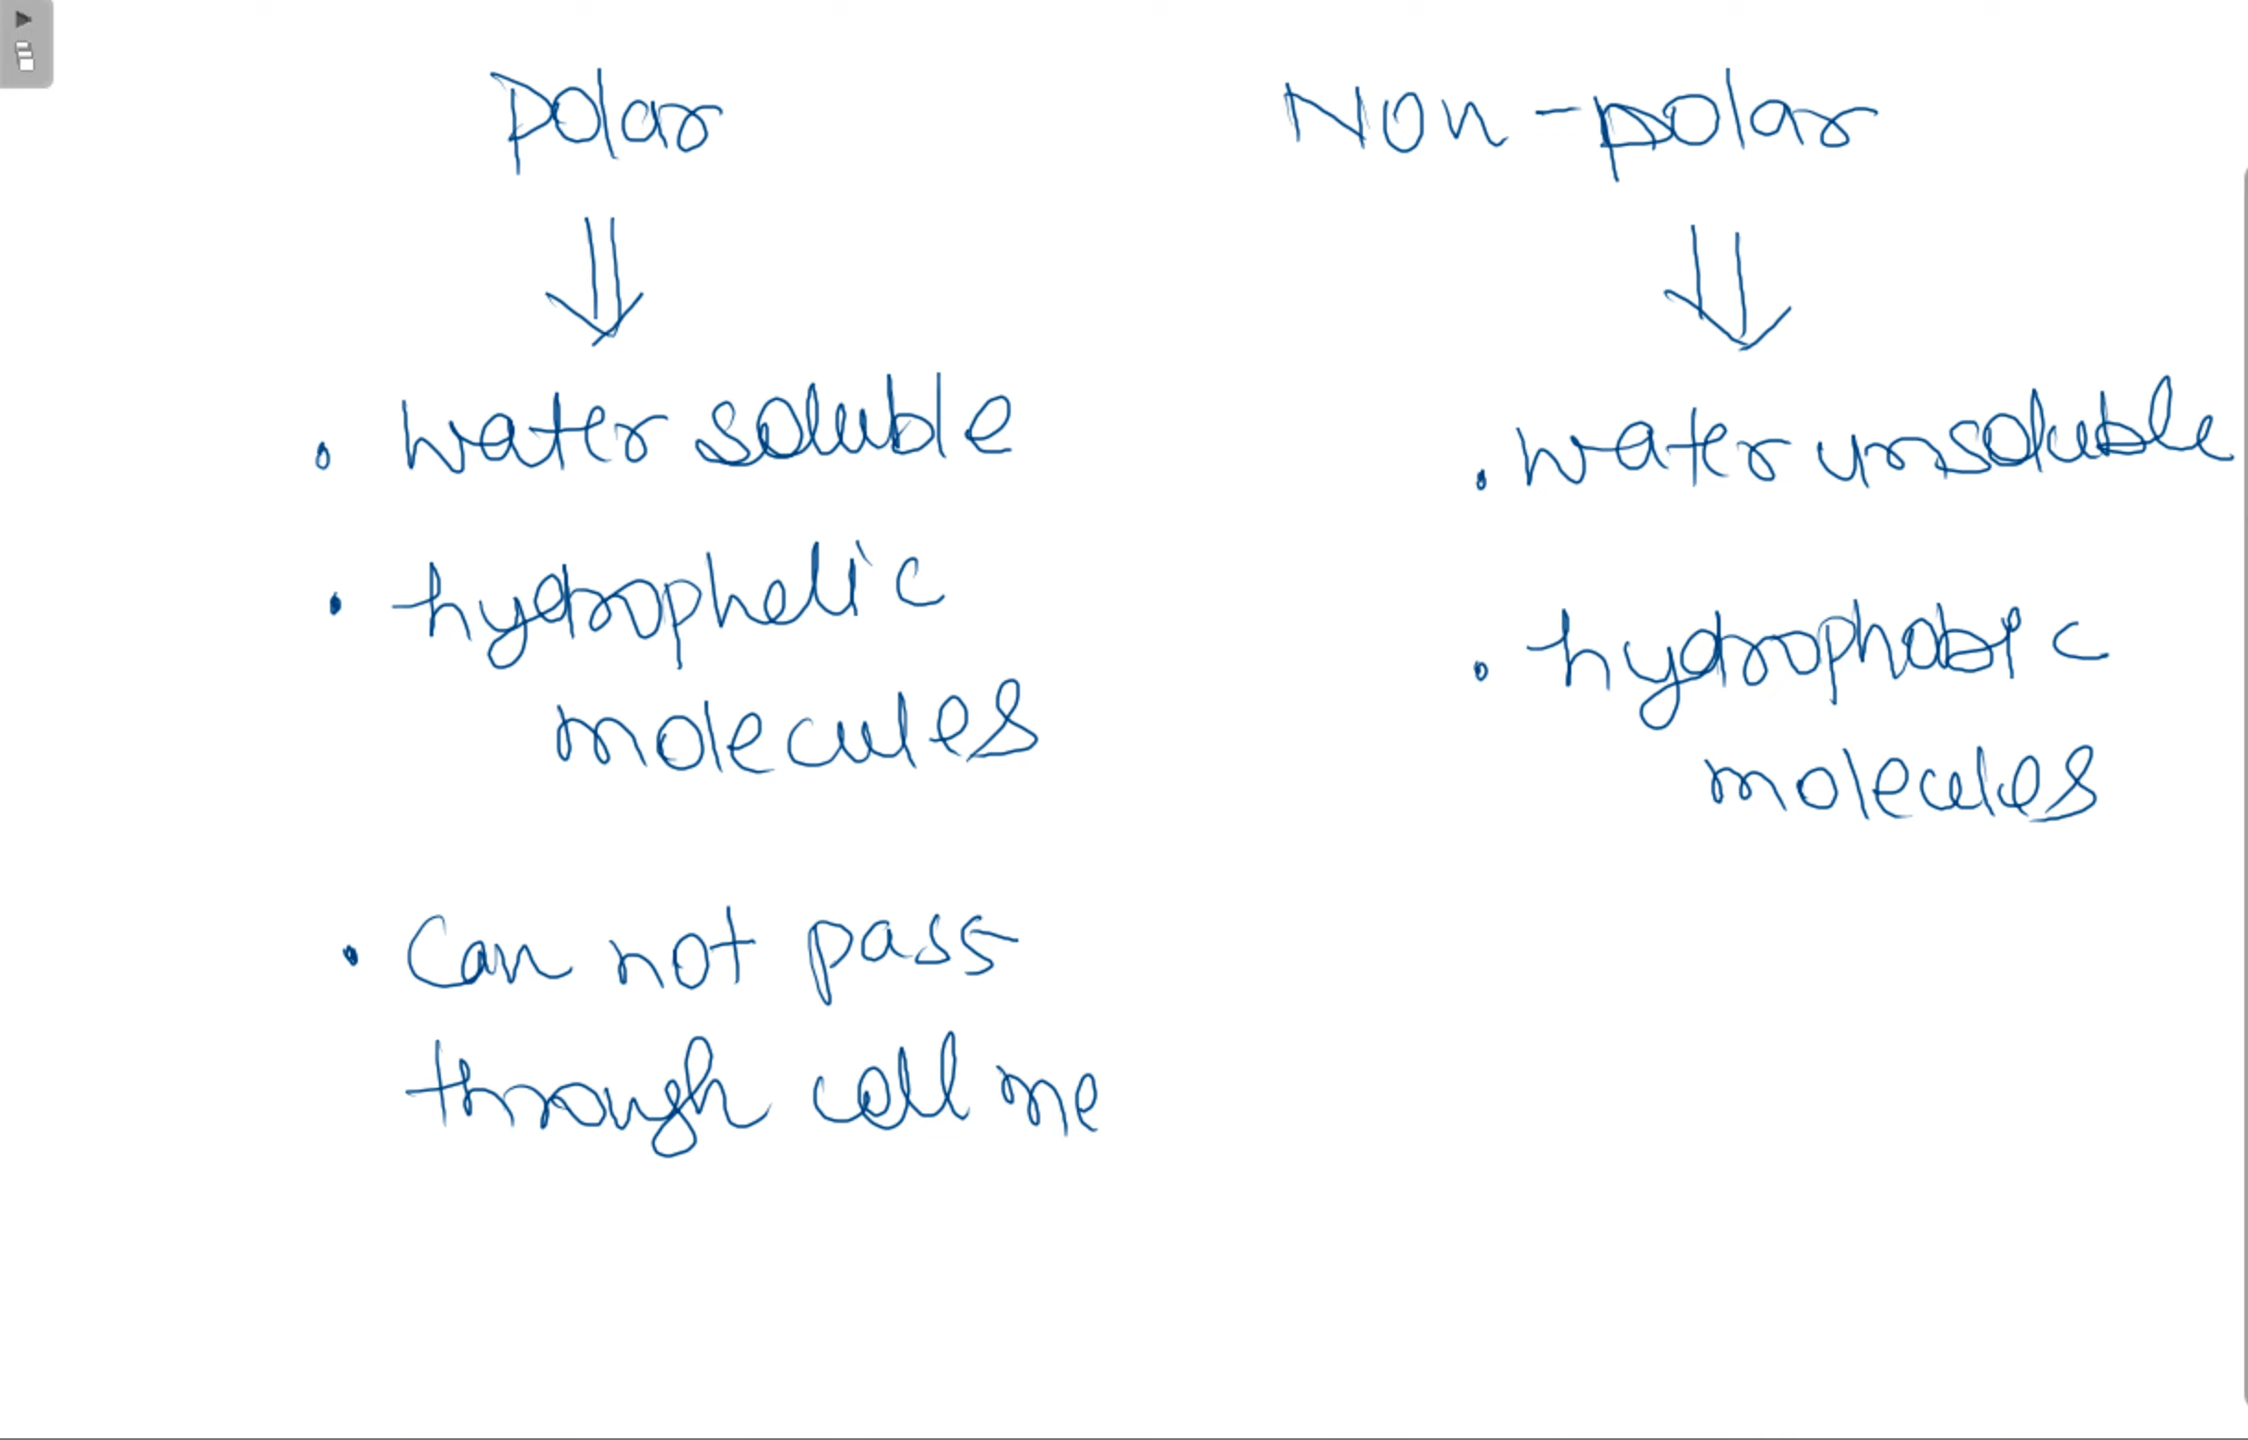 Polar
Non-polar
• water soluble
• water unsoluble
• hydrophelic
molecules
• hydrophobic
molecules
• Can not pass
through cell me